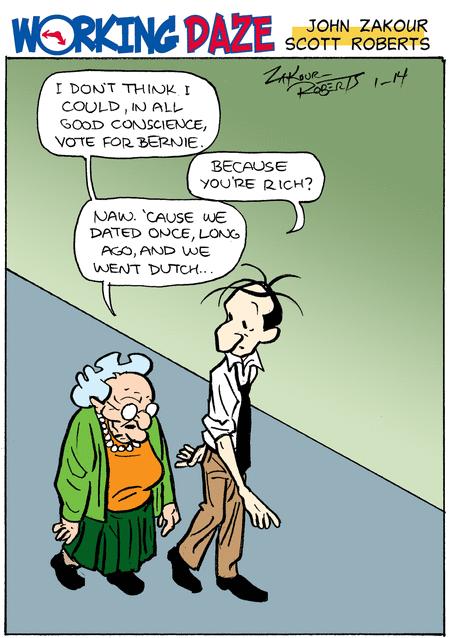 WORKING DAZE
JOHN ZAKOUR
SCOTT ROBERTS
ZAKOUR
ROBERTS 1-14
I DON'T THINK I
COULD, IN ALL
GOOD CONSCIENCE,
VOTE FOR BERNIE.
BECAUSE
YOU'RE RICH?
NAW. 'CAUSE WE
DATED ONCE, LONG
AGO, AND WE
WENT DUTCH...